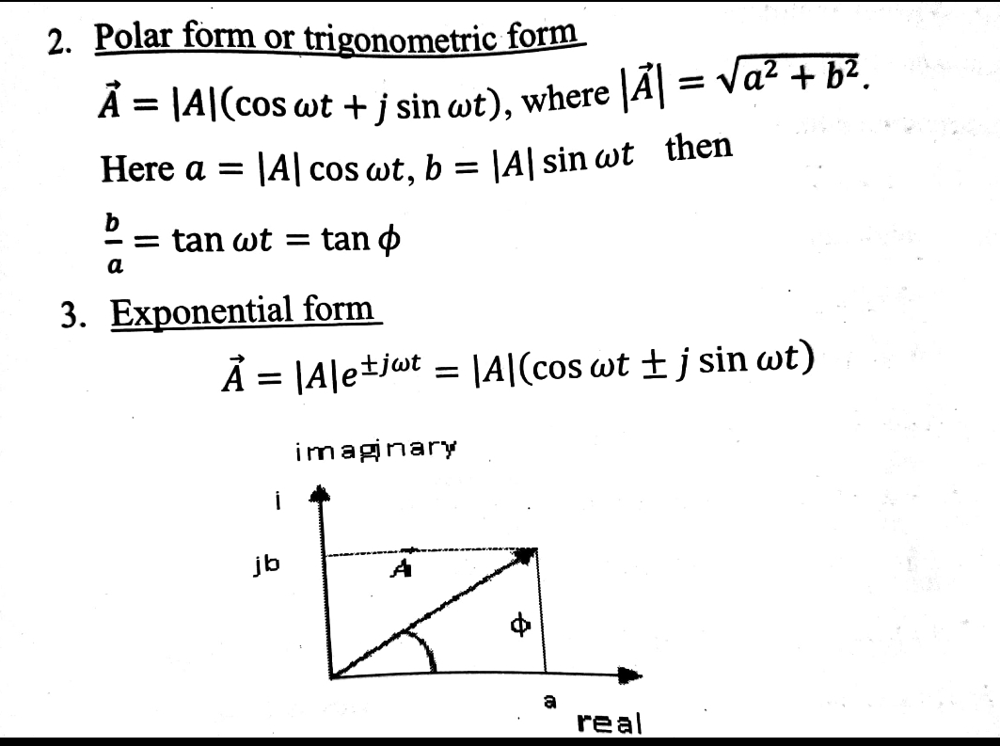 2. Polar form or trigonometric form
A⃗ = |A|(cos ωt + j sin ωt), where |A⃗| = √a² + b².
Here a = |A| cos ωt, b = |A| sin ωt then
b/a = tan ωt = tan ϕ
3. Exponential form
A⃗ = |A|e^±jωt = |A|(cos ωt ± j sin ωt)
imaginary
j
jb
A
ϕ
a
real